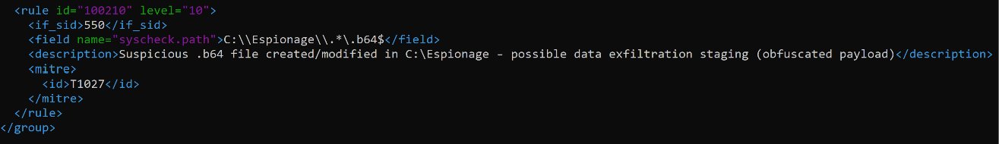 <rule id="100210" level="10">
<if_sid>550</if_sid>
<field name="syscheck.path">C:\\Espionage\\.*\.b64$</field>
<description>Suspicious .b64 file created/modified in C:\Espionage - possible data exfiltration staging (obfuscated payload)</description>
<mitre>
<id>T1027</id>
</mitre>
</rule>
</group>